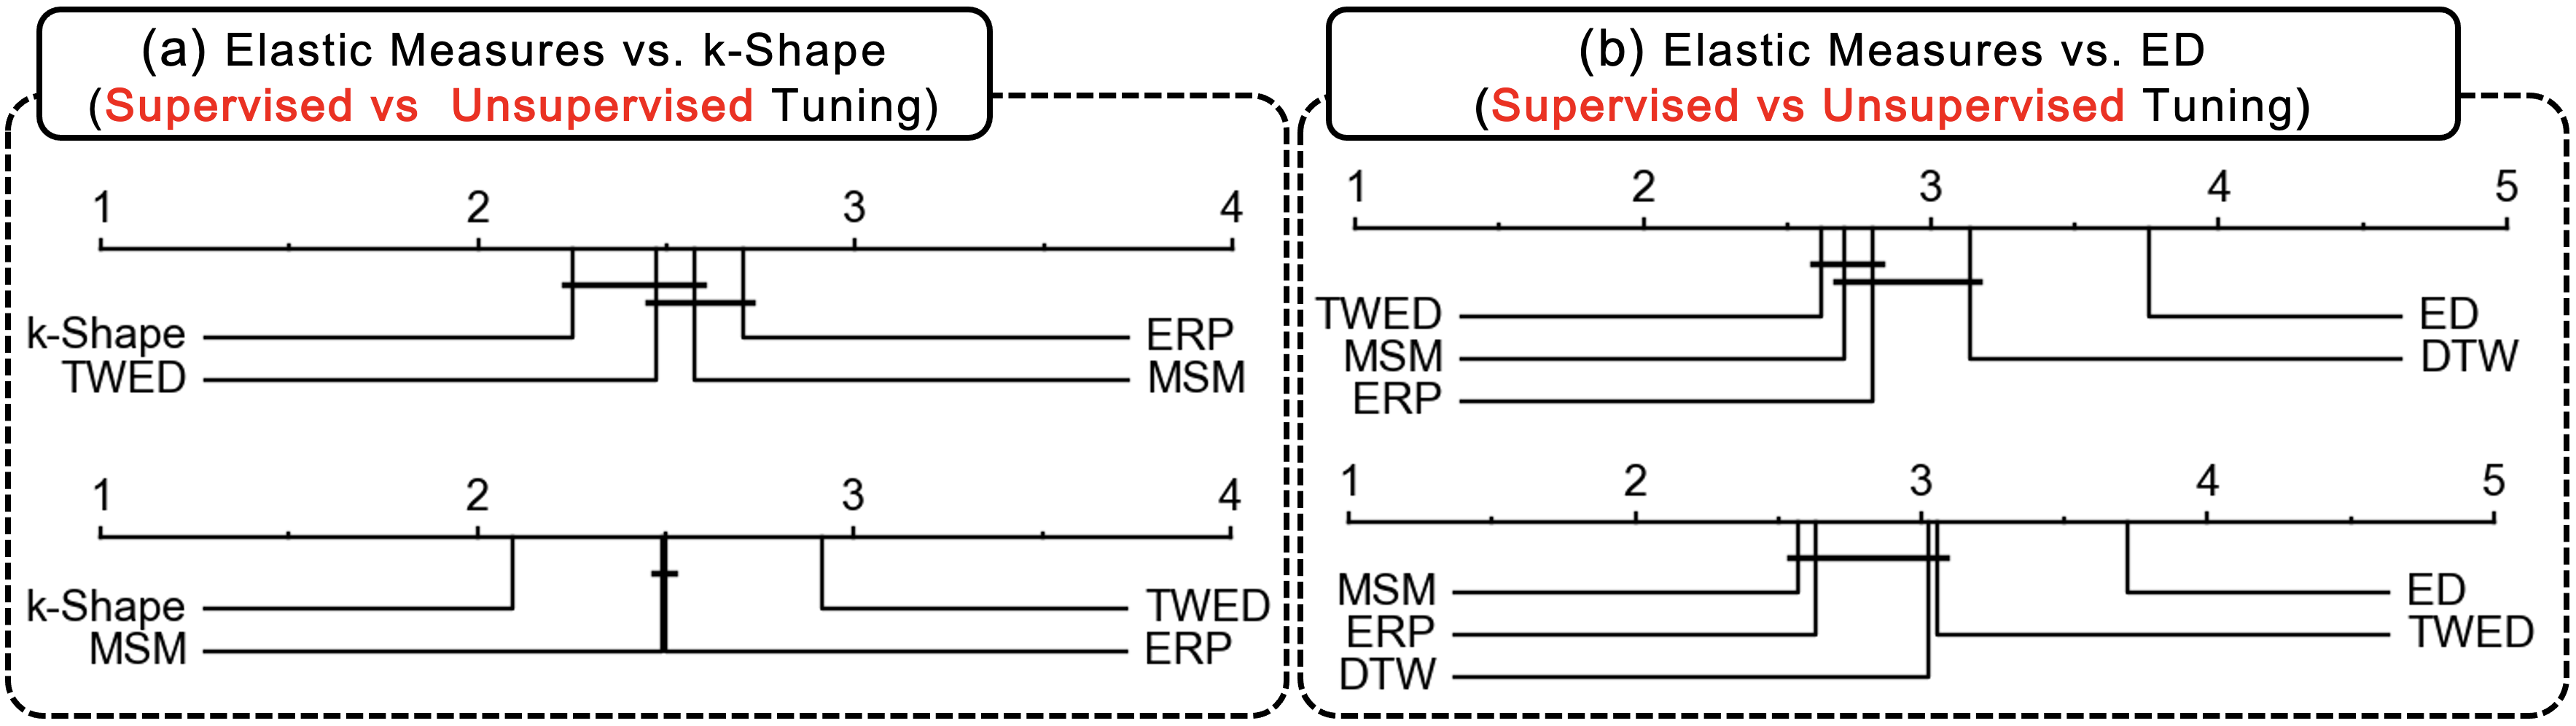 (a) Elastic Measures vs. k-Shape
(Supervised vs Unsupervised Tuning)
1 2 3 4
k-Shape ERP
TWED MSM
1 2 3 4
k-Shape TWED
MSM ERP
(b) Elastic Measures vs. ED
(Supervised vs Unsupervised Tuning)
1 2 3 4 5
TWED ED
MSM DTW
ERP
1 2 3 4 5
MSM ED
ERP TWED
DTW